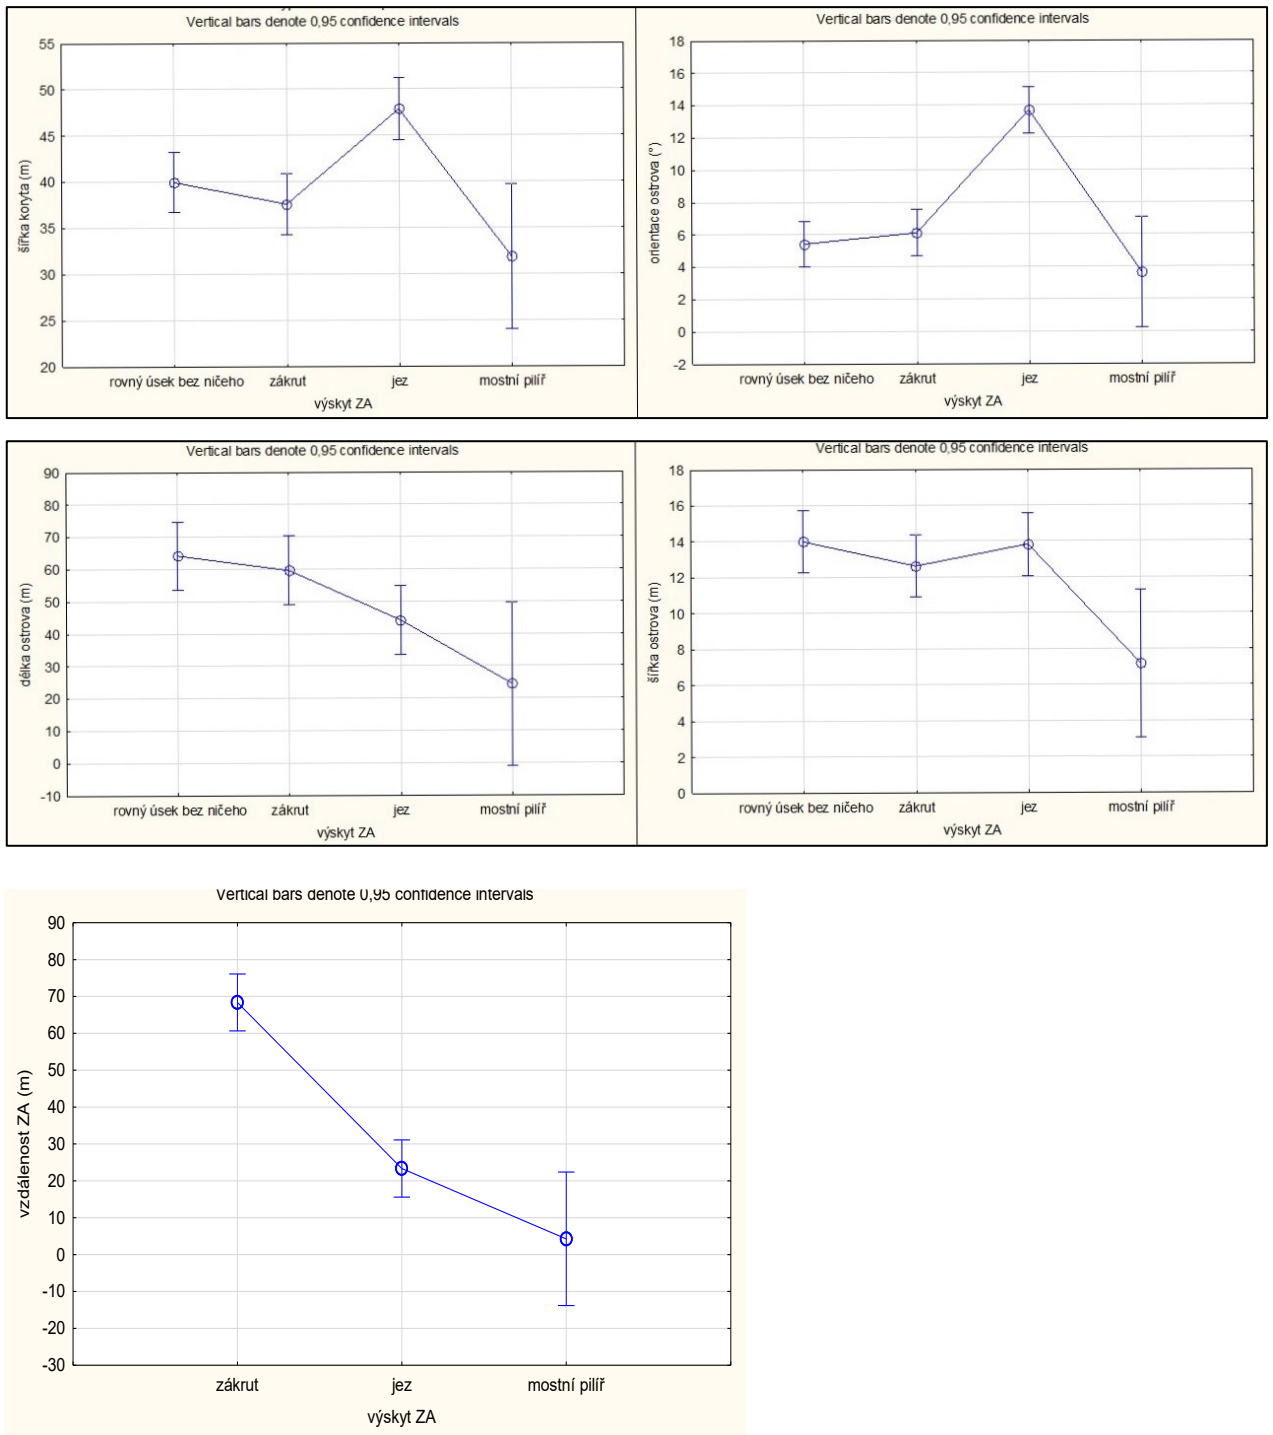 Vertical bars denote 0,95 confidence intervals
55
50
45
40
35
30
25
20
šířka koryta (m)
rovný úsek bez ničeho zákrut jez mostní pilíř
výskyt ZA
Vertical bars denote 0,95 confidence intervals
18
16
14
12
10
8
6
4
2
0
-2
orientace ostrova (°)
rovný úsek bez ničeho zákrut jez mostní pilíř
výskyt ZA
Vertical bars denote 0,95 confidence intervals
90
80
70
60
50
40
30
20
10
0
-10
délka ostrova (m)
rovný úsek bez ničeho zákrut jez mostní pilíř
výskyt ZA
Vertical bars denote 0,95 confidence intervals
18
16
14
12
10
8
6
4
2
0
šířka ostrova (m)
rovný úsek bez ničeho zákrut jez mostní pilíř
výskyt ZA
Vertical bars denote 0,95 confidence intervals
90
80
70
60
50
40
30
20
10
0
-10
-20
-30
vzdálenost ZA (m)
zákrut jez mostní pilíř
výskyt ZA